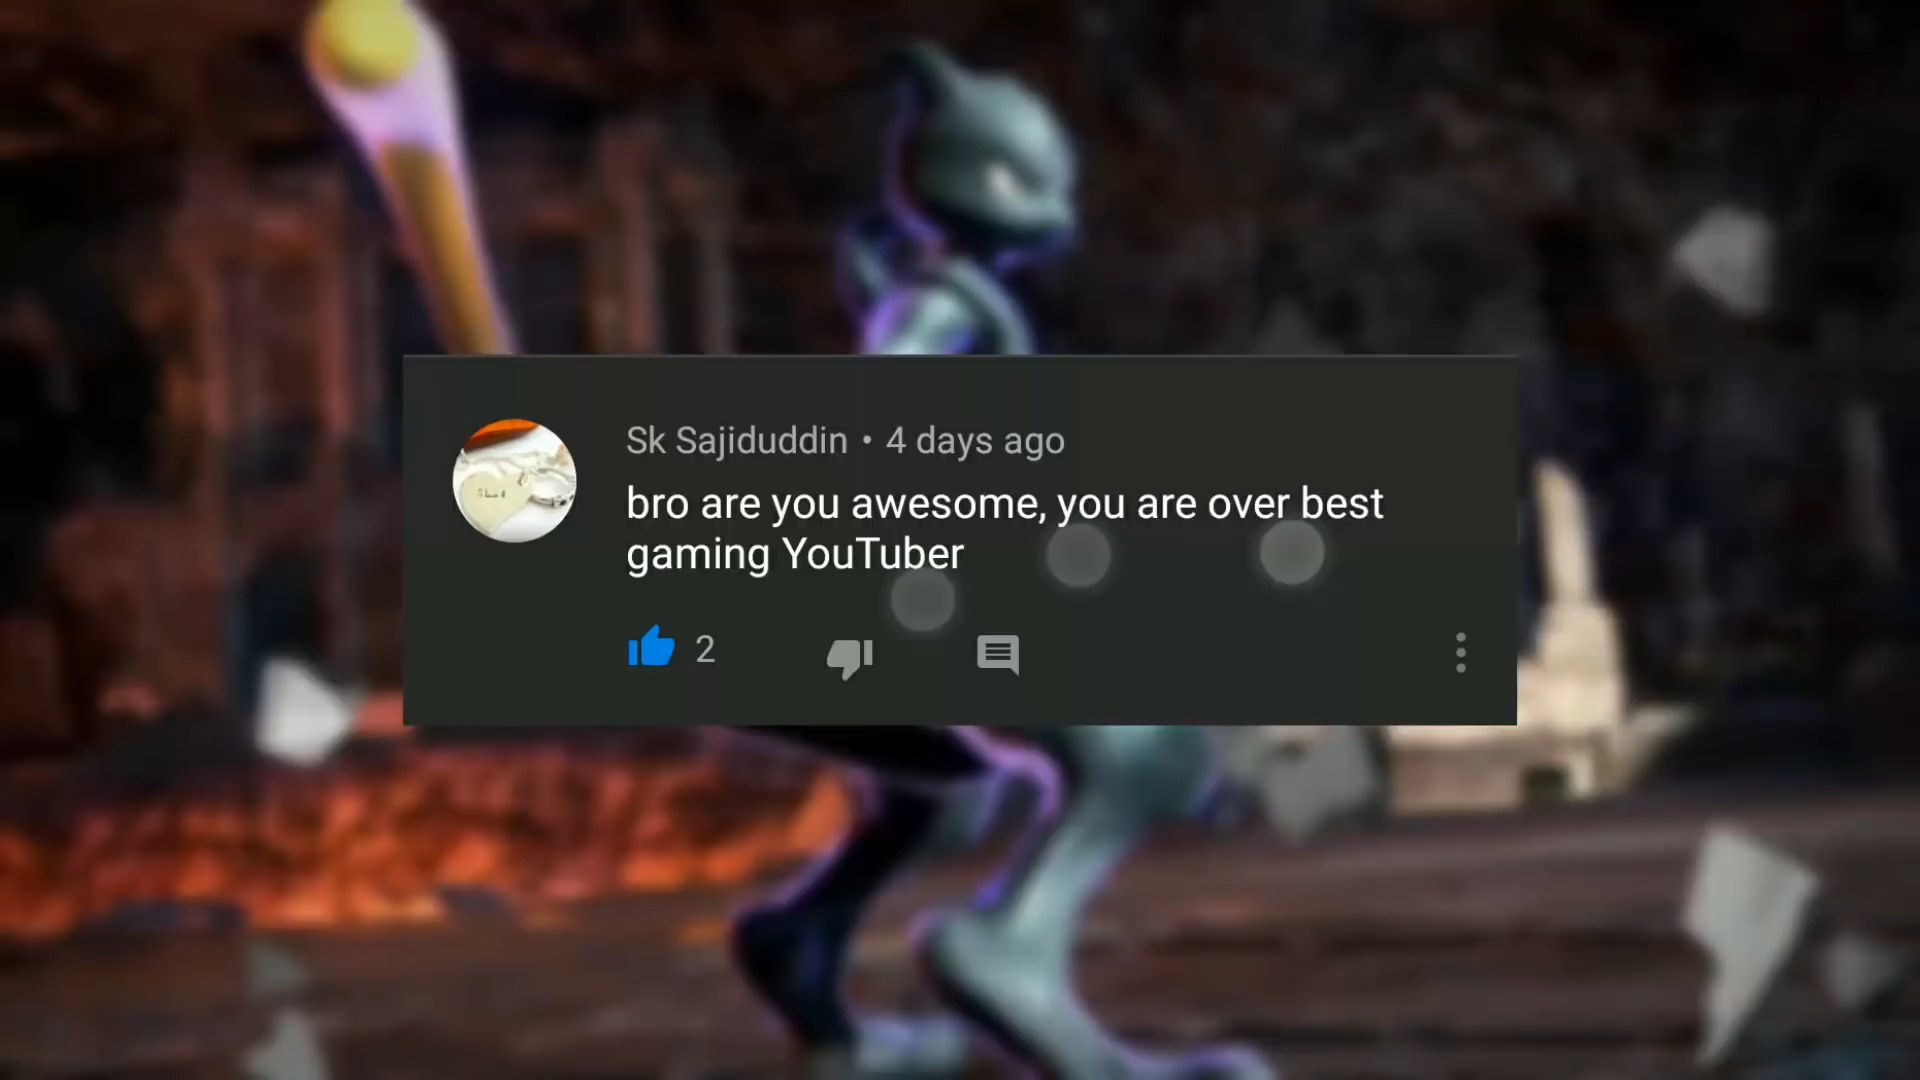 Sk Sajiduddin • 4 days ago
bro are you awesome, you are over best
gaming YouTuber
2